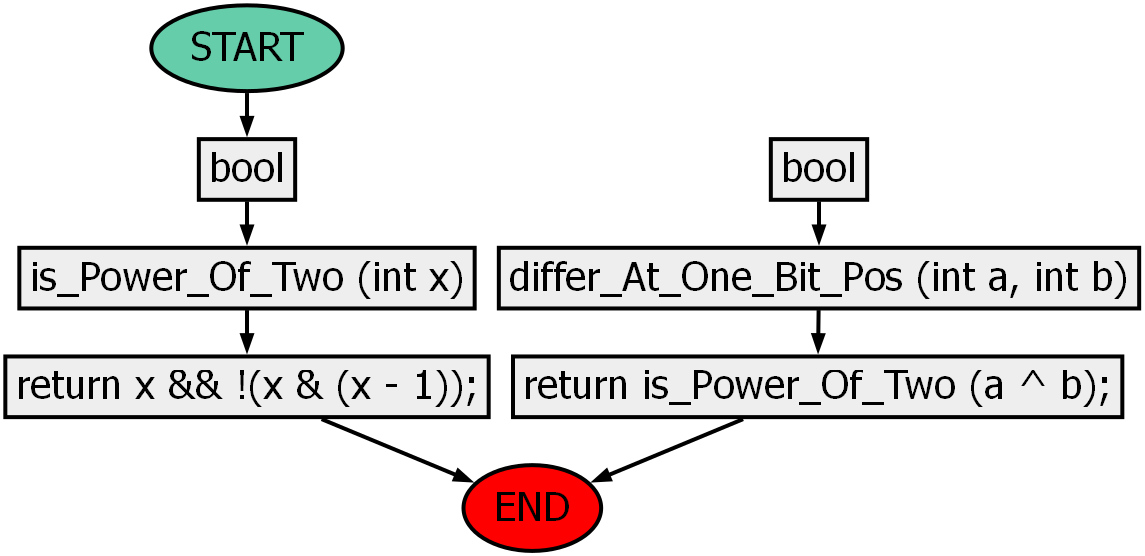 START
bool
bool
is_Power_Of_Two (int x)
differ_At_One_Bit_Pos (int a, int b)
return x && !(x & (x - 1));
return is_Power_Of_Two (a ^ b);
END